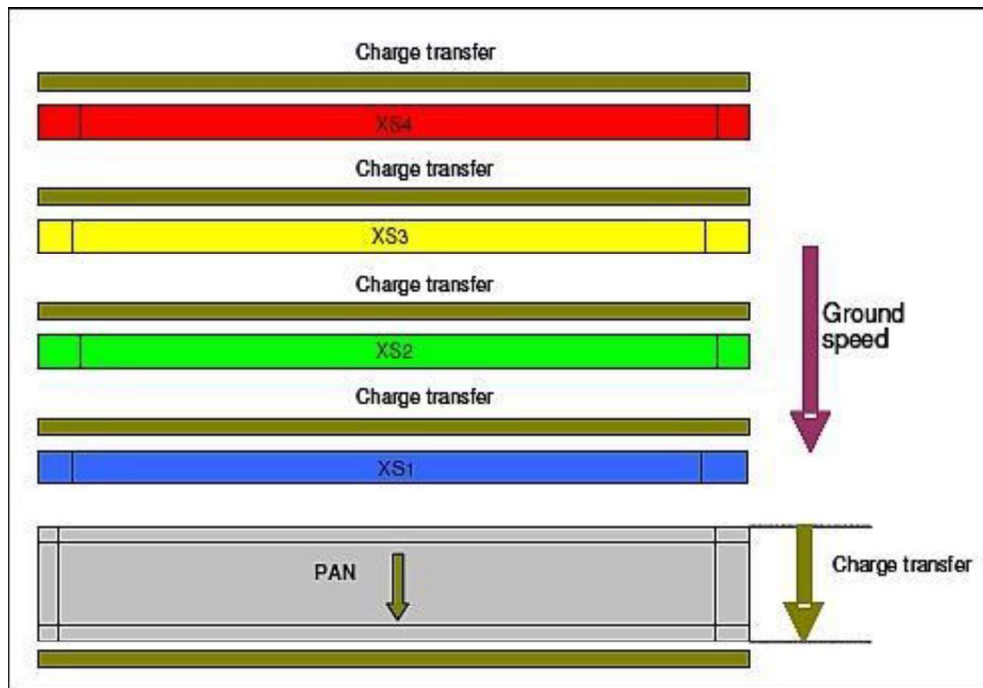 Charge transfer
XS4
Charge transfer
XS3
Charge transfer
XS2
Ground
speed
Charge transfer
XS1
PAN
Charge transfer